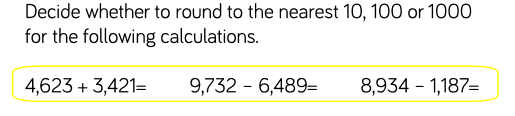 Decide whether to round to the nearest 10, 100 or 1000
for the following calculations.
4,623 + 3,421= 9,732 – 6,489= 8,934 – 1,187=